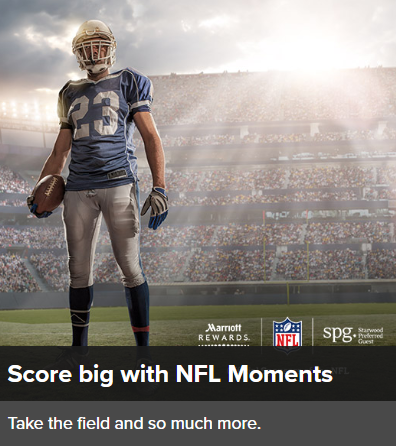 23
Marriott
REWARDS
NFL
spg.
Starwood
Preferred
Guest
Score big with NFL Moments
Take the field and so much more.